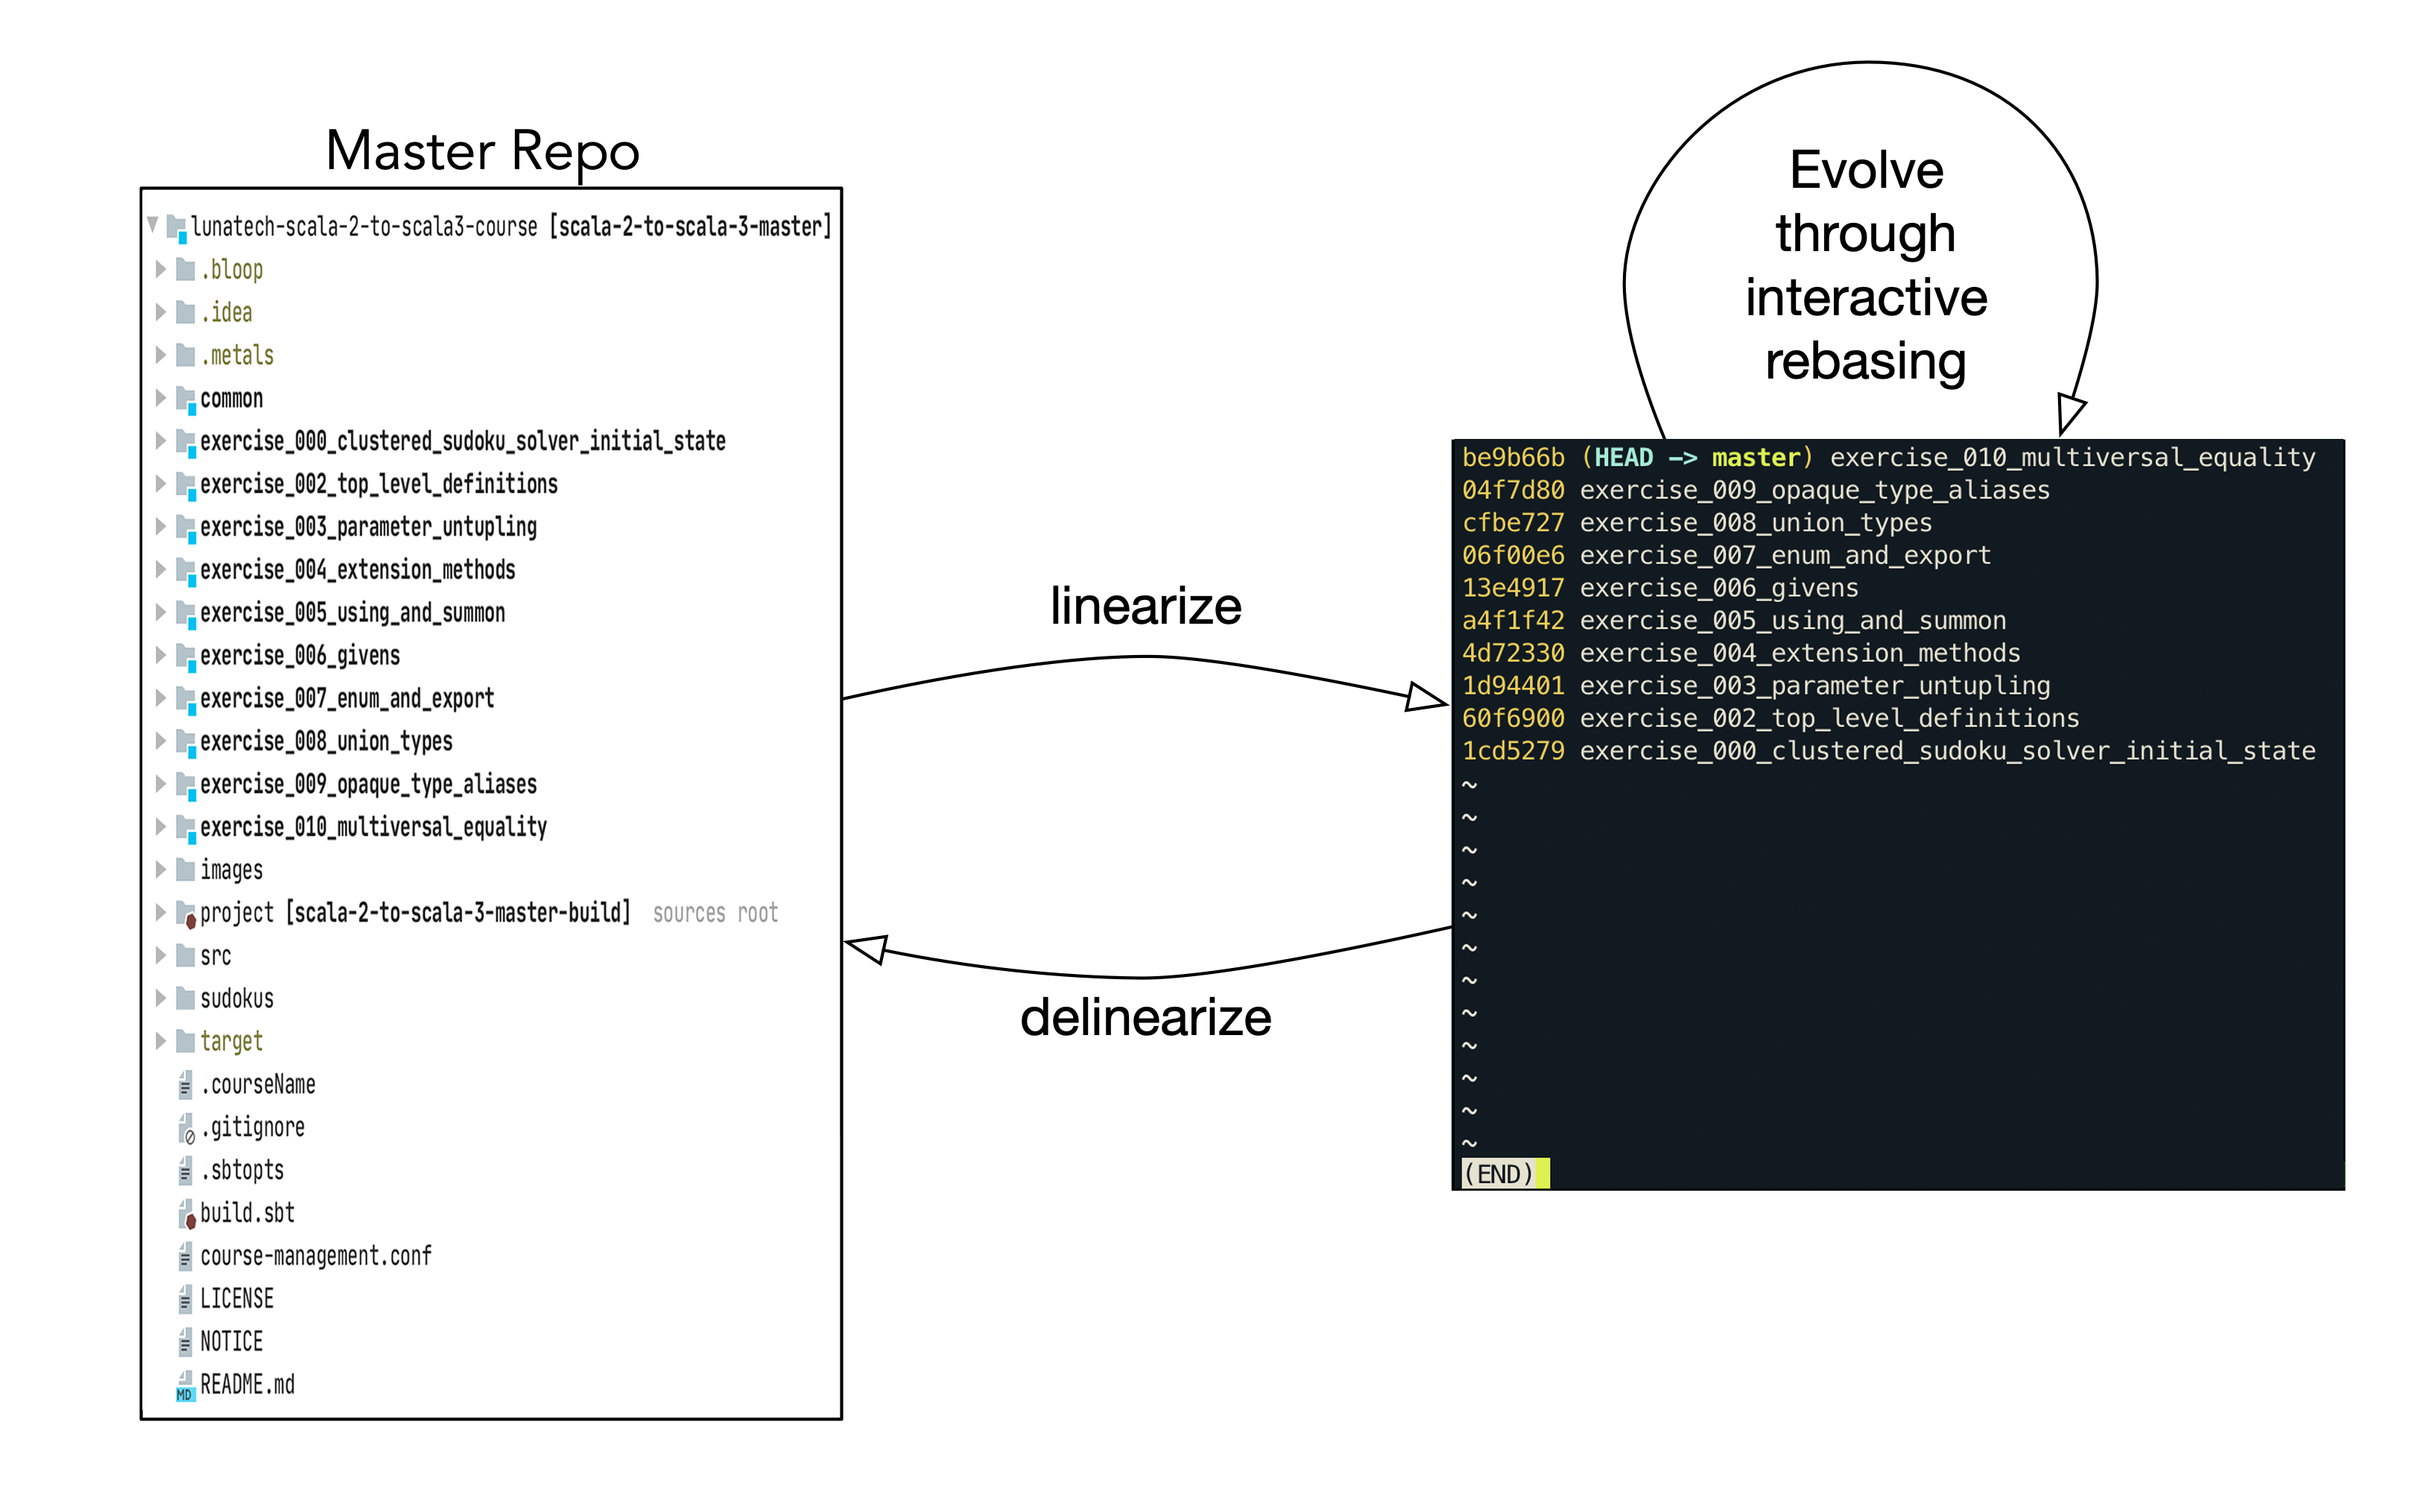 Master Repo
lunatech-scala-2-to-scala3-course [scala-2-to-scala-3-master]
.bloop
.idea
.metals
common
exercise_000_clustered_sudoku_solver_initial_state
exercise_002_top_level_definitions
exercise_003_parameter_untupling
exercise_004_extension_methods
exercise_005_using_and_summon
exercise_006_givens
exercise_007_enum_and_export
exercise_008_union_types
exercise_009_opaque_type_aliases
exercise_010_multiversal_equality
images
project [scala-2-to-scala-3-master-build] sources root
src
sudokus
target
.courseName
.gitignore
.sbtopts
build.sbt
course-management.conf
LICENSE
NOTICE
MD README.md
linearize
delinearize
Evolve
through
interactive
rebasing
be9b66b (HEAD -> master) exercise_010_multiversal_equality
04f7d80 exercise_009_opaque_type_aliases
cfbe727 exercise_008_union_types
06f00e6 exercise_007_enum_and_export
13e4917 exercise_006_givens
a4f1f42 exercise_005_using_and_summon
4d72330 exercise_004_extension_methods
1d94401 exercise_003_parameter_untupling
60f6900 exercise_002_top_level_definitions
1cd5279 exercise_000_clustered_sudoku_solver_initial_state
~
~
~
~
~
~
~
~
~
~
~
~
(END)